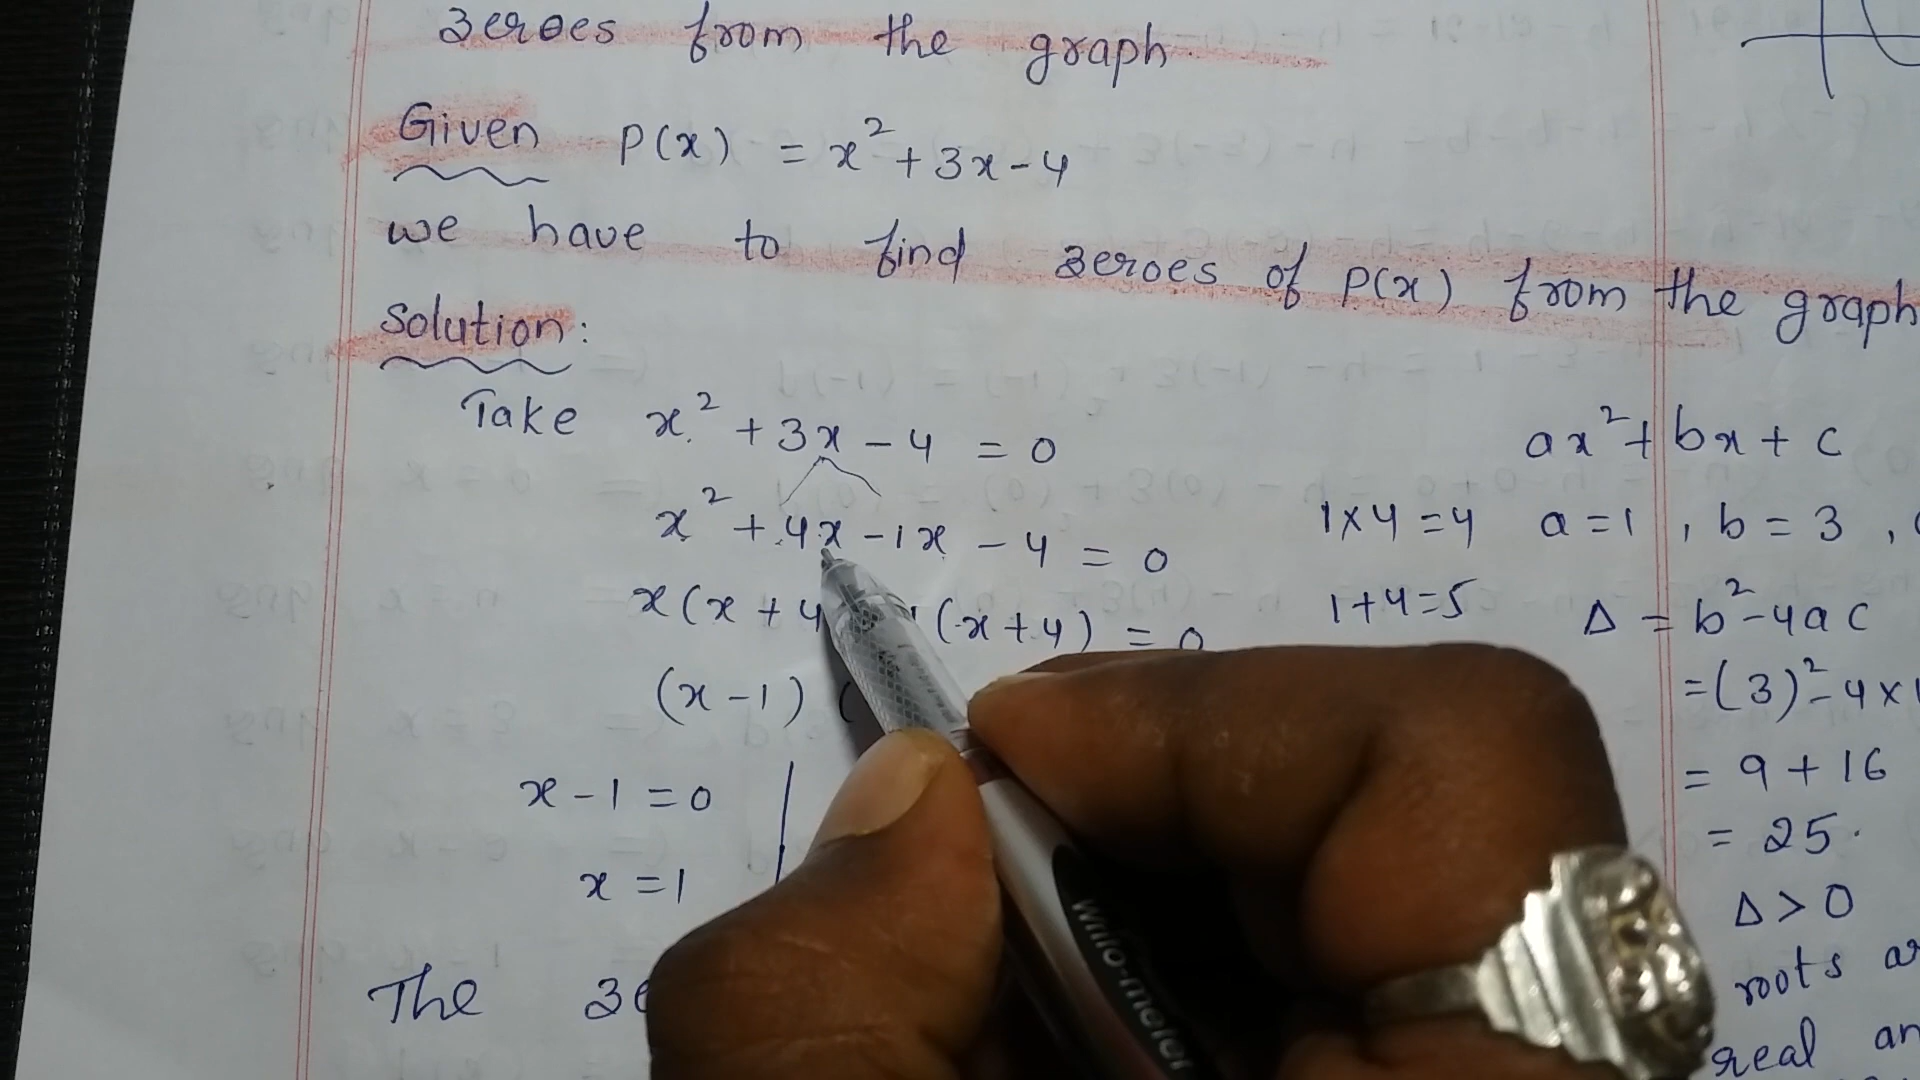 zeroes from the graph.
Given P(x) = x² + 3x - 4
we have to find zeroes of P(x) from the graph
Solution:
Take x² + 3x - 4 = 0
x² + 4x - 1x - 4 = 0
x(x + 4 1(x + 4) = 0
(x - 1) (
x - 1 = 0
x = 1
The
1 x 4 = 4
1 + 4 = 5
ax² + bx + c
a = 1, b = 3,
Δ = b² - 4ac
= (3)² - 4 x 1
= 9 + 16
= 25.
Δ > 0
roots
real
Wino-meter